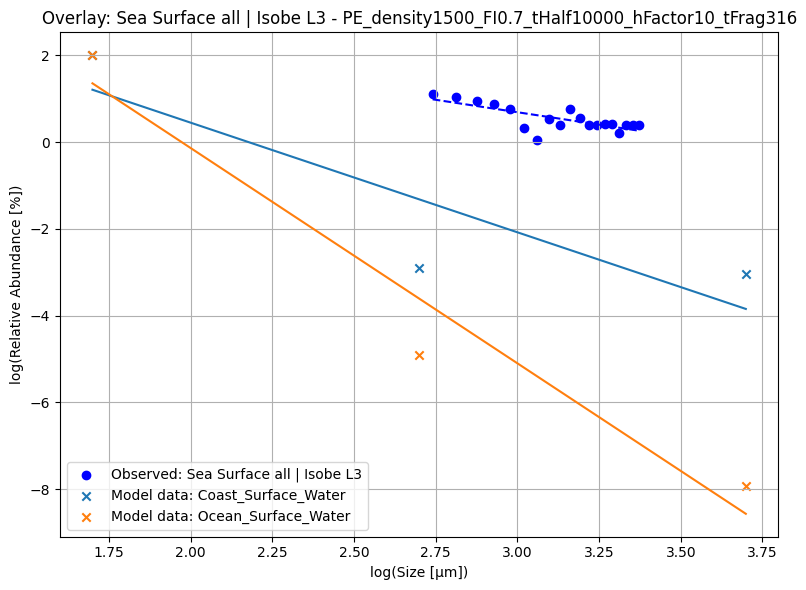 Overlay: Sea Surface all | Isobe L3 - PE_density1500_FI0.7_tHalf10000_hFactor10_tFrag316
log(Relative Abundance [%])
2
0
−2
−4
−6
−8
Observed: Sea Surface all | Isobe L3
Model data: Coast_Surface_Water
Model data: Ocean_Surface_Water
1.75 2.00 2.25 2.50 2.75 3.00 3.25 3.50 3.75
log(Size [μm])